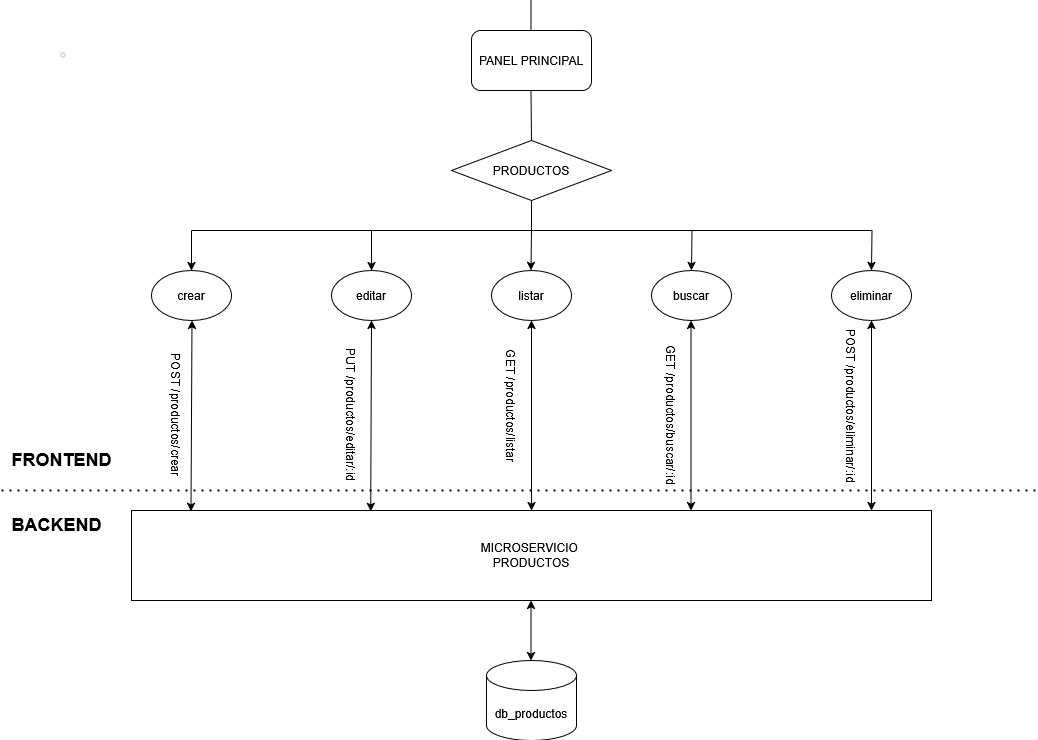 PANEL PRINCIPAL
PRODUCTOS
crear
editar
listar
buscar
eliminar
POST /productos/crear
PUT /productos/editar/:id
GET /productos/listar
GET /productos/buscar/:id
POST /productos/eliminar/:id
FRONTEND
BACKEND
MICROSERVICIO
PRODUCTOS
db_productos